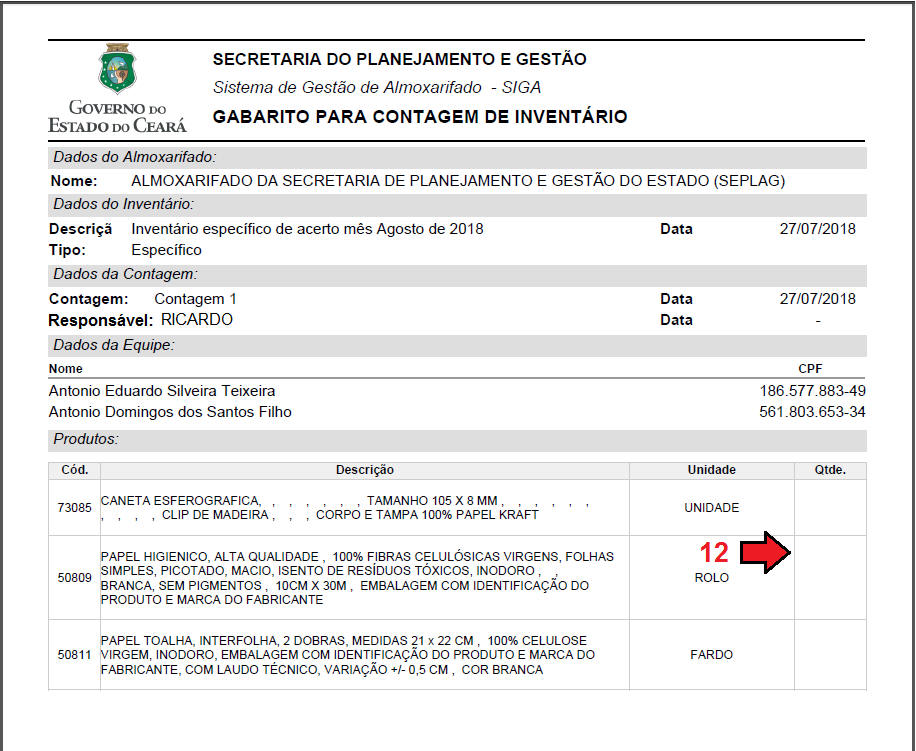 SECRETARIA DO PLANEJAMENTO E GESTÃO
Sistema de Gestão de Almoxarifado - SIGA
GOVERNO DO
ESTADO DO CEARÁ
GABARITO PARA CONTAGEM DE INVENTÁRIO
Dados do Almoxarifado:
Nome: ALMOXARIFADO DA SECRETARIA DE PLANEJAMENTO E GESTÃO DO ESTADO (SEPLAG)
Dados do Inventário:
Descriçã Inventário específico de acerto mês Agosto de 2018 Data 27/07/2018
Tipo: Específico
Dados da Contagem:
Contagem: Contagem 1 Data 27/07/2018
Responsável: RICARDO Data -
Dados da Equipe:
Nome CPF
Antonio Eduardo Silveira Teixeira 186.577.883-49
Antonio Domingos dos Santos Filho 561.803.653-34
Produtos:
Cód. Descrição Unidade Qtde.
73085 CANETA ESFEROGRAFICA, , , , , , , TAMANHO 105 X 8 MM , , , , , ,
, , , , CLIP DE MADEIRA , , , CORPO E TAMPA 100% PAPEL KRAFT UNIDADE
12
50809 PAPEL HIGIENICO, ALTA QUALIDADE , 100% FIBRAS CELULÓSICAS VIRGENS, FOLHAS
SIMPLES, PICOTADO, MACIO, ISENTO DE RESÍDUOS TÓXICOS, INODORO , ,
BRANCA, SEM PIGMENTOS , 10CM X 30M , EMBALAGEM COM IDENTIFICAÇÃO DO
PRODUTO E MARCA DO FABRICANTE ROLO
50811 PAPEL TOALHA, INTERFOLHA, 2 DOBRAS, MEDIDAS 21 x 22 CM , 100% CELULOSE
VIRGEM, INODORO, EMBALAGEM COM IDENTIFICAÇÃO DO PRODUTO E MARCA DO
FABRICANTE, COM LAUDO TÉCNICO, VARIAÇÃO +/- 0,5 CM , COR BRANCA FARDO